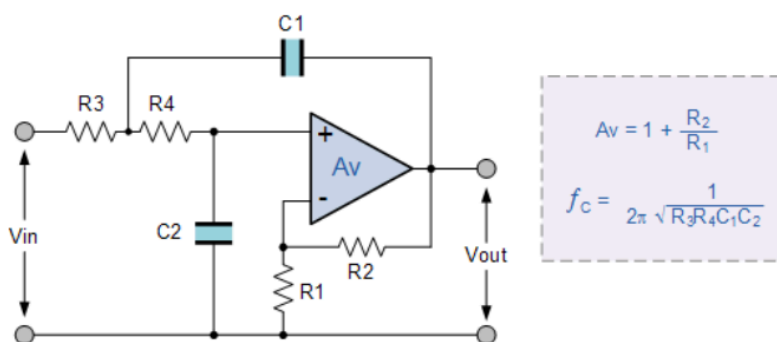 C1
R3
R4
+
Av
-
C2
Vin
R2
R1
Vout
Av = 1 + R₂/R₁
fC = 1/2π √R₃R₄C₁C₂